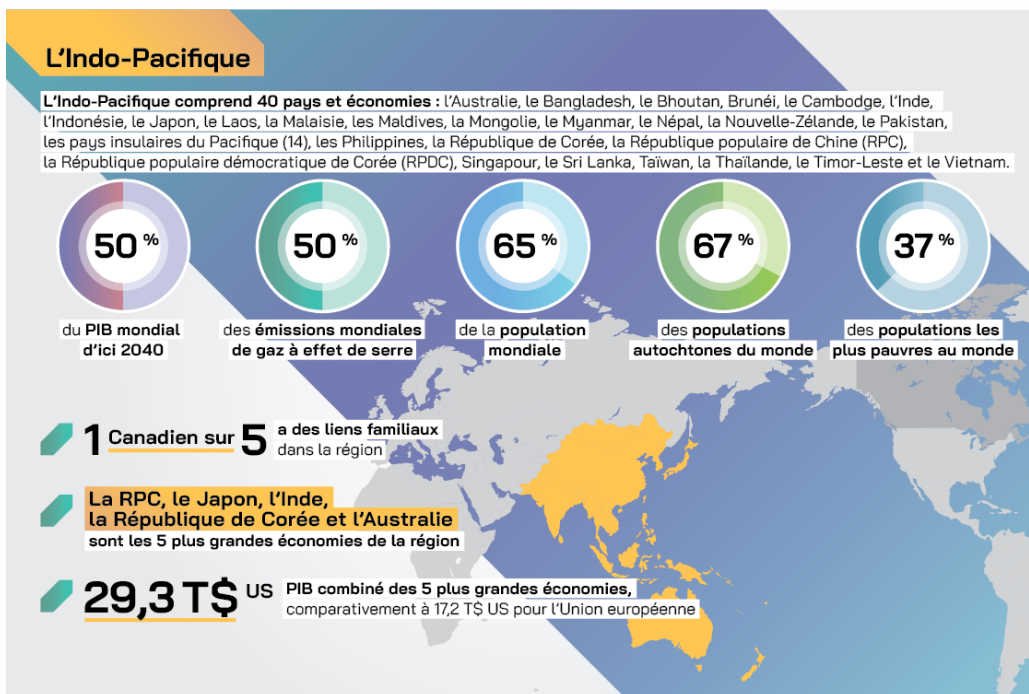 L'Indo-Pacifique
L'Indo-Pacifique comprend 40 pays et économies : l'Australie, le Bangladesh, le Bhoutan, Brunéi, le Cambodge, l'Inde,
l'Indonésie, le Japon, le Laos, la Malaisie, les Maldives, la Mongolie, le Myanmar, le Népal, la Nouvelle-Zélande, le Pakistan,
les pays insulaires du Pacifique (14), les Philippines, la République de Corée, la République populaire de Chine (RPC),
la République populaire démocratique de Corée (RPDC), Singapour, le Sri Lanka, Taïwan, la Thaïlande, le Timor-Leste et le Vietnam.
50 %
du PIB mondial
d'ici 2040
50 %
des émissions mondiales
de gaz à effet de serre
65 %
de la population
mondiale
67 %
des populations
autochtones du monde
37 %
des populations les
plus pauvres au monde
1 Canadien sur 5 a des liens familiaux
dans la région
La RPC, le Japon, l'Inde,
la République de Corée et l'Australie
sont les 5 plus grandes économies de la région
29,3 T$ US PIB combiné des 5 plus grandes économies,
comparativement à 17,2 T$ US pour l'Union européenne